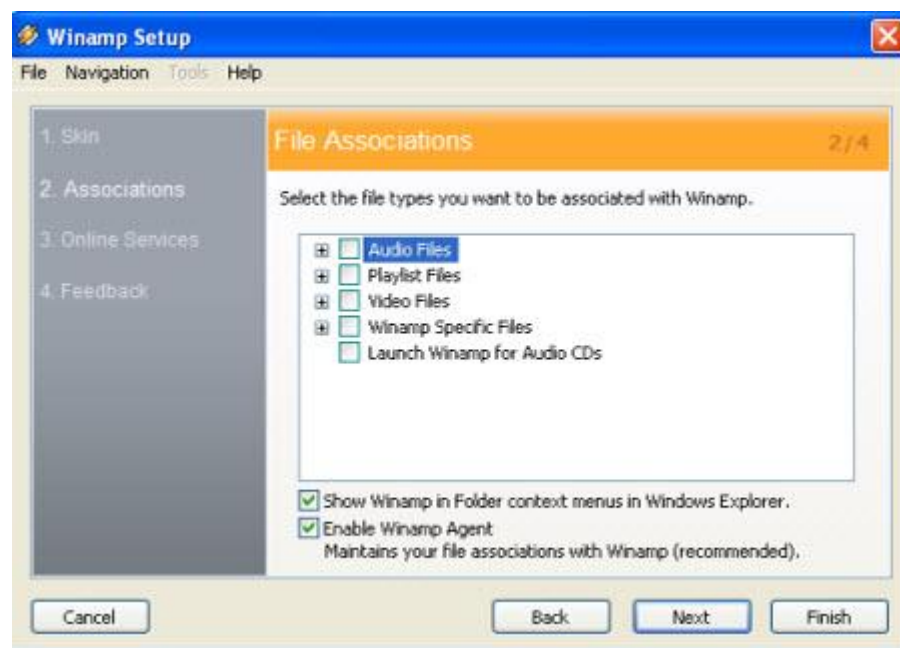 Winamp Setup
File Navigation Tools Help
1. Skin
2. Associations
3. Online Services
4. Feedback
File Associations 2/4
Select the file types you want to be associated with Winamp.
Audio Files
Playlist Files
Video Files
Winamp Specific Files
Launch Winamp for Audio CDs
Show Winamp in Folder context menus in Windows Explorer.
Enable Winamp Agent
Maintains your file associations with Winamp (recommended).
Cancel Back Next Finish